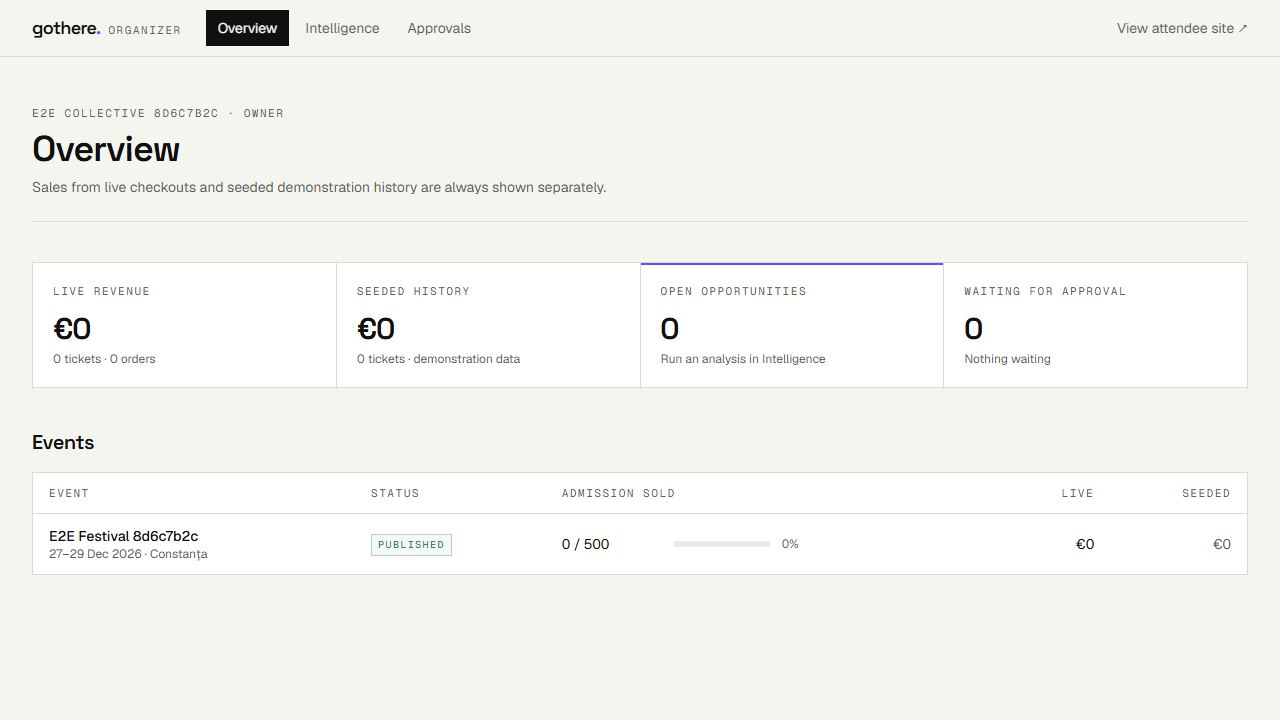 gothere. ORGANIZER Overview Intelligence Approvals View attendee site ↗
E2E COLLECTIVE 8D6C7B2C · OWNER
Overview
Sales from live checkouts and seeded demonstration history are always shown separately.
LIVE REVENUE
€0
0 tickets · 0 orders
SEEDED HISTORY
€0
0 tickets · demonstration data
OPEN OPPORTUNITIES
0
Run an analysis in Intelligence
WAITING FOR APPROVAL
0
Nothing waiting
Events
EVENT STATUS ADMISSION SOLD LIVE SEEDED
E2E Festival 8d6c7b2c
27–29 Dec 2026 · Constanța
PUBLISHED 0 / 500 0% €0 €0